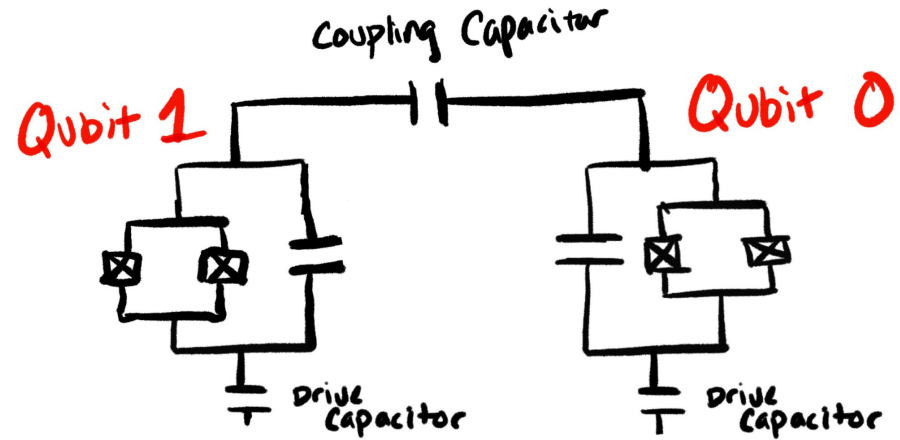 Coupling Capacitor
Qubit 1
Qubit 0
Drive
Capacitor
Drive
Capacitor